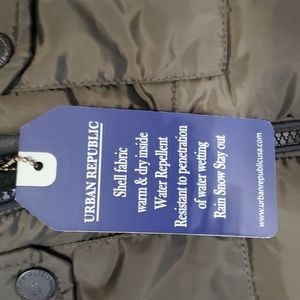 URBAN REPUBLIC
Shell fabric
warm & dry inside
Water Repellent
Resistant to penetration
of water wething
Rain Snow Stay out
www.urbanrepublicusa.com